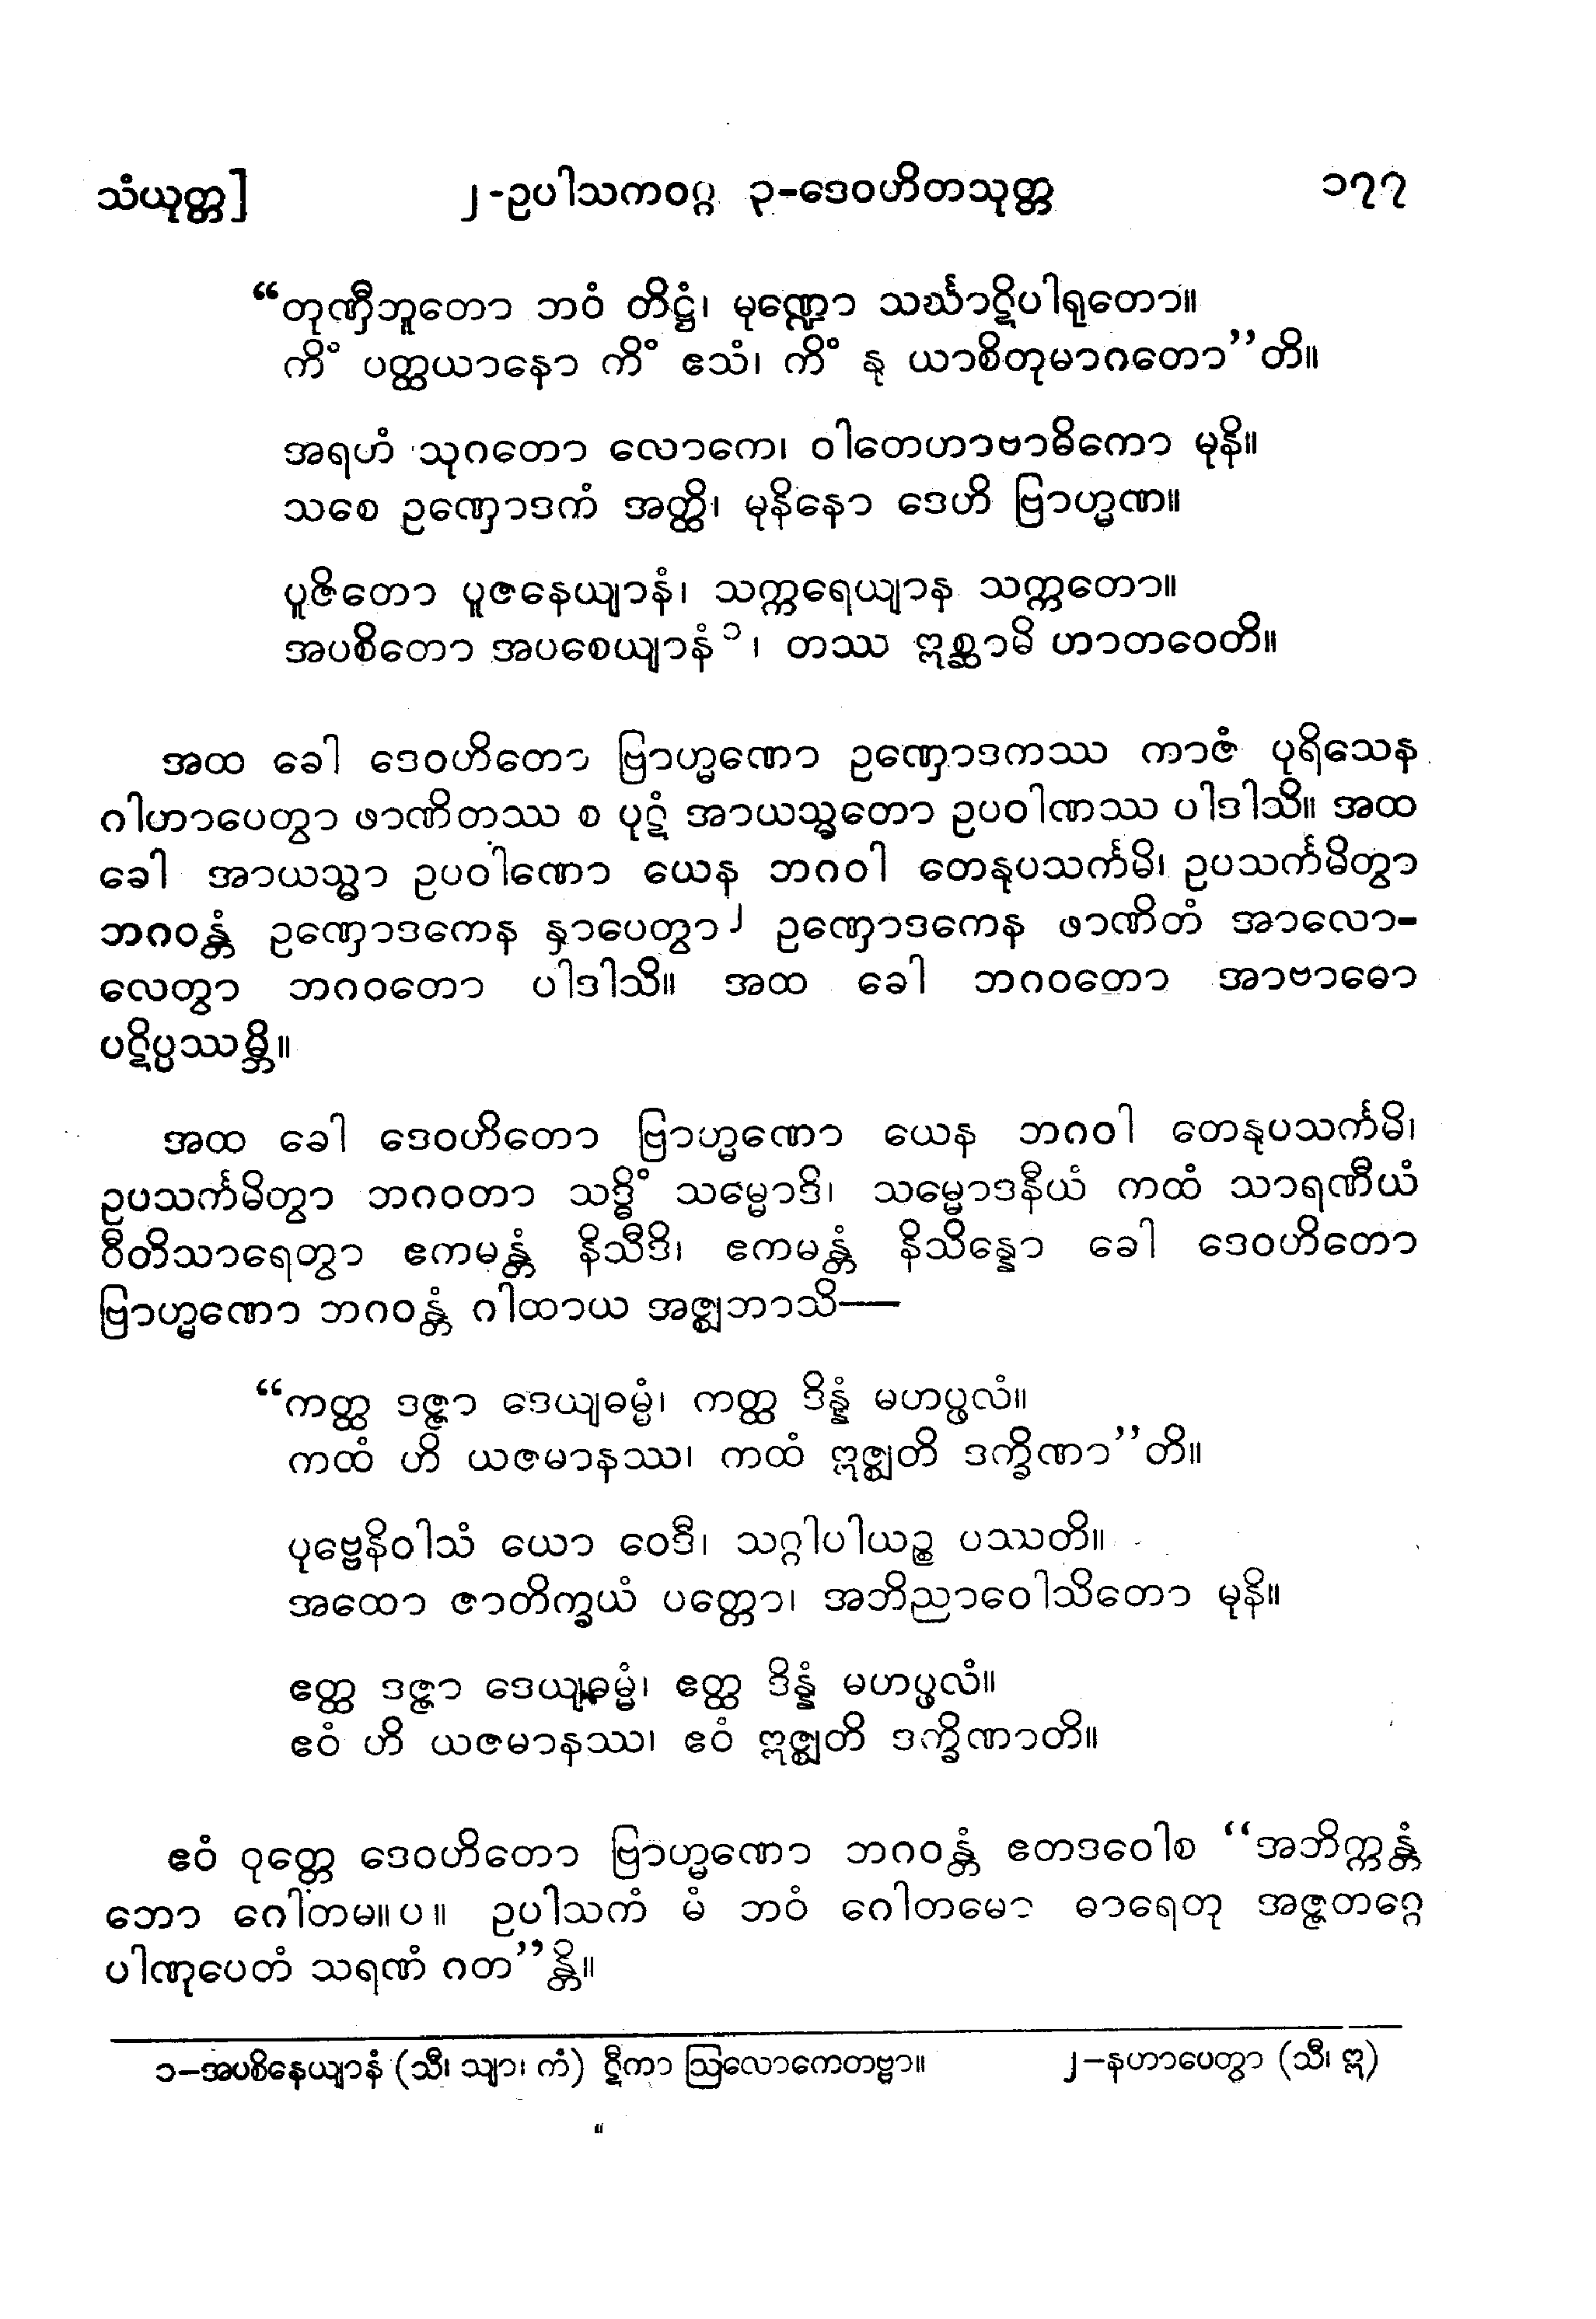 သံယုတ္တ] ၂-ဥပါသကဝဂ္ဂ ၃-ဒေဝဟိတသုတ္တ ၁၇၇
“တုဏှီဘူတော ဘဝံ တိဋ္ဌံ၊ မုဏ္ဍော သင်္ဃာဋိပါရုတော။
ကိံ ပတ္ထယာနော ကိံ ဧသံ၊ ကိံ နု ယာစိတုမာဂတော”တိ။
အရဟံ သုဂတော လောကေ၊ ဝါတေဟာဗာဓိကော မုနိ။
သစေ ဥဏှောဒကံ အတ္ထိ၊ မုနိနော ဒေဟိ ဗြာဟ္မဏ။
ပူဇိတော ပူဇနေယျာနံ၊ သက္ကရေယျာန သက္ကတော။
အပစိတော အပစေယျာနံ ၁၊ တဿ ဣစ္ဆာမိ ဟာတဝေတိ။
အထ ခေါ ဒေဝဟိတော ဗြာဟ္မဏော ဥဏှောဒကဿ ကာဇံ ပုရိသေန
ဂါဟာပေတွာ ဖာဏိတဿ စ ပုဋံ အာယသ္မတော ဥပဝါဏဿ ပါဒါသိ။ အထ
ခေါ အာယသ္မာ ဥပဝါဏော ယေန ဘဂဝါ တေနုပသင်္ကမိ၊ ဥပသင်္ကမိတွာ
ဘဂဝန္တံ ဥဏှောဒကေန နှာပေတွာ ၂ ဥဏှောဒကေန ဖာဏိတံ အာလော-
လေတွာ ဘဂဝတော ပါဒါသိ။ အထ ခေါ ဘဂဝတော အာဗာဓော
ပဋိပ္ပဿမ္ဘိ။
အထ ခေါ ဒေဝဟိတော ဗြာဟ္မဏော ယေန ဘဂဝါ တေနုပသင်္ကမိ၊
ဥပသင်္ကမိတွာ ဘဂဝတာ သဒ္ဓိံ သမ္မောဒိ၊ သမ္မောဒနီယံ ကထံ သာရဏီယံ
ဝီတိသာရေတွာ ဧကမန္တံ နိသီဒိ၊ ဧကမန္တံ နိသိန္နော ခေါ ဒေဝဟိတော
ဗြာဟ္မဏော ဘဂဝန္တံ ဂါထာယ အဇ္ဈဘာသိ—
“ကတ္ထ ဒဇ္ဇာ ဒေယျဓမ္မံ၊ ကတ္ထ ဒိန္နံ မဟပ္ဖလံ။
ကထံ ဟိ ယဇမာနဿ၊ ကထံ ဣဇ္ဈတိ ဒက္ခိဏာ”တိ။
ပုဗ္ဗေနိဝါသံ ယော ဝေဒီ၊ သဂ္ဂါပါယဉ္စ ပဿတိ။
အထော ဇာတိက္ခယံ ပတ္တော၊ အဘိညာဝေါသိတော မုနိ။
ဧတ္ထ ဒဇ္ဇာ ဒေယျဓမ္မံ၊ ဧတ္ထ ဒိန္နံ မဟပ္ဖလံ။
ဧဝံ ဟိ ယဇမာနဿ၊ ဧဝံ ဣဇ္ဈတိ ဒက္ခိဏာတိ။
ဧဝံ ဝုတ္တေ ဒေဝဟိတော ဗြာဟ္မဏော ဘဂဝန္တံ ဧတဒဝေါစ “အဘိက္ကန္တံ
ဘော ဂေါတမ။ပ။ ဥပါသကံ မံ ဘဝံ ဂေါတမော ဓာရေတု အဇ္ဇတဂ္ဂေ
ပါဏုပေတံ သရဏံ ဂတ”န္တိ။
၁–အပစိနေယျာနံ (သီ၊ သျာ၊ ကံ) ဋီကာ ဩလောကေတဗ္ဗာ။ ၂–နဟာပေတွာ (သီ၊ ဣ)